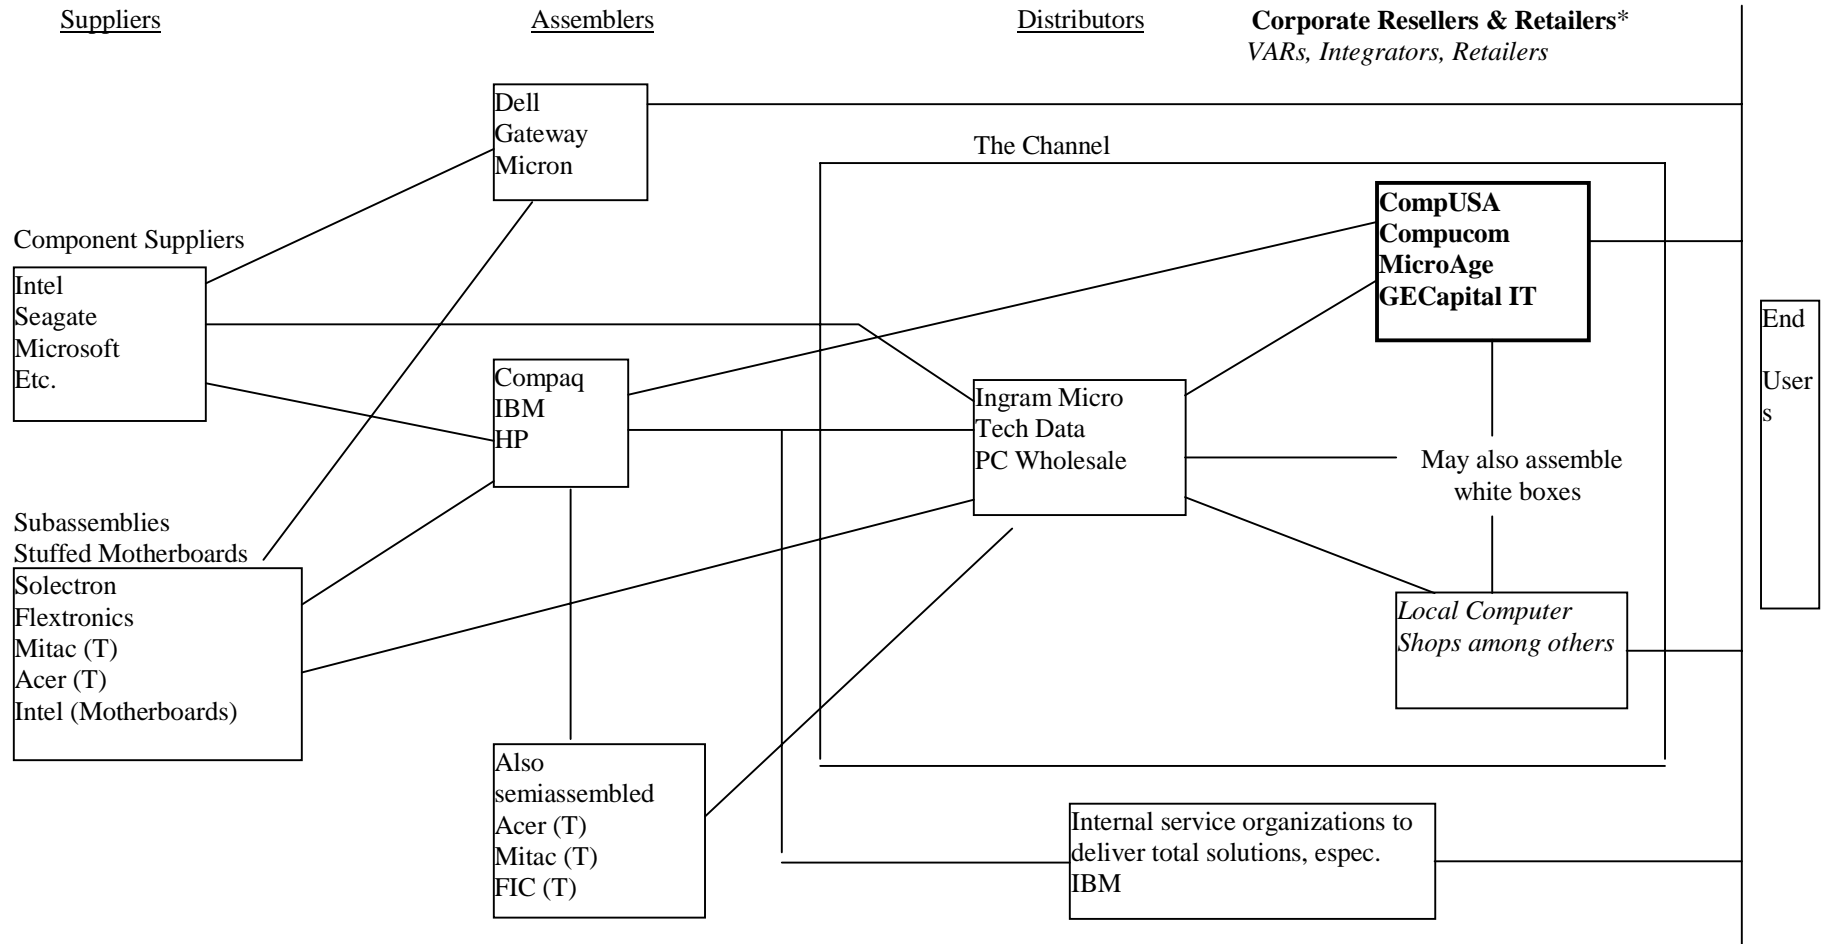 Suppliers
Assemblers
Distributors
Corporate Resellers & Retailers*
VARs, Integrators, Retailers
Dell
Gateway
Micron
The Channel
CompUSA
Compucom
MicroAge
GECapital IT
Component Suppliers
Intel
Seagate
Microsoft
Etc.
Compaq
IBM
HP
Ingram Micro
Tech Data
PC Wholesale
May also assemble
white boxes
End
User
s
Subassemblies
Stuffed Motherboards
Solectron
Flextronics
Mitac (T)
Acer (T)
Intel (Motherboards)
Local Computer
Shops among others
Also
semiassembled
Acer (T)
Mitac (T)
FIC (T)
Internal service organizations to
deliver total solutions, espec.
IBM